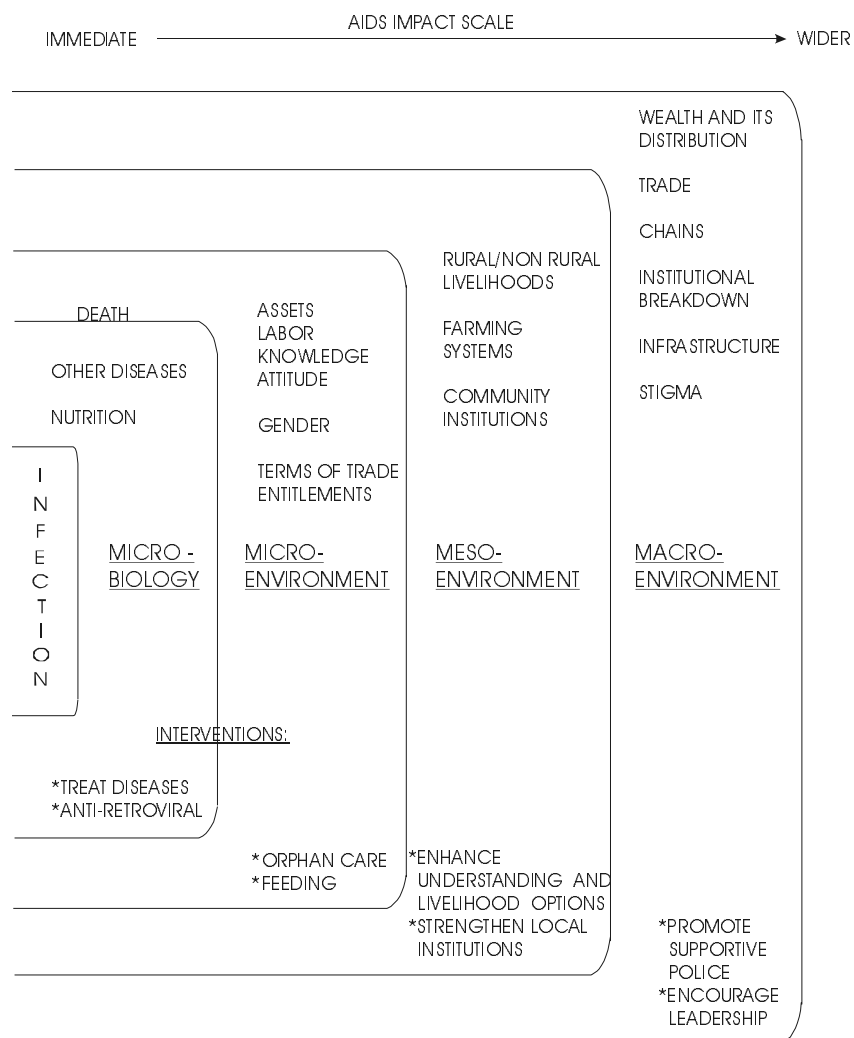 AIDS IMPACT SCALE
IMMEDIATE
WIDER
WEALTH AND ITS
DISTRIBUTION
TRADE
CHAINS
INSTITUTIONAL
BREAKDOWN
INFRASTRUCTURE
STIGMA
RURAL/NON RURAL
LIVELIHOODS
FARMING
SYSTEMS
COMMUNITY
INSTITUTIONS
ASSETS
LABOR
KNOWLEDGE
ATTITUDE
GENDER
TERMS OF TRADE
ENTITLEMENTS
DEATH
OTHER DISEASES
NUTRITION
INFECTION
MICRO -
BIOLOGY
MICRO-
ENVIRONMENT
MESO-
ENVIRONMENT
MACRO-
ENVIRONMENT
INTERVENTIONS:
*TREAT DISEASES
*ANTI-RETROVIRAL
*ORPHAN CARE
*FEEDING
*ENHANCE
UNDERSTANDING AND
LIVELIHOOD OPTIONS
*STRENGTHEN LOCAL
INSTITUTIONS
*PROMOTE
SUPPORTIVE
POLICE
*ENCOURAGE
LEADERSHIP